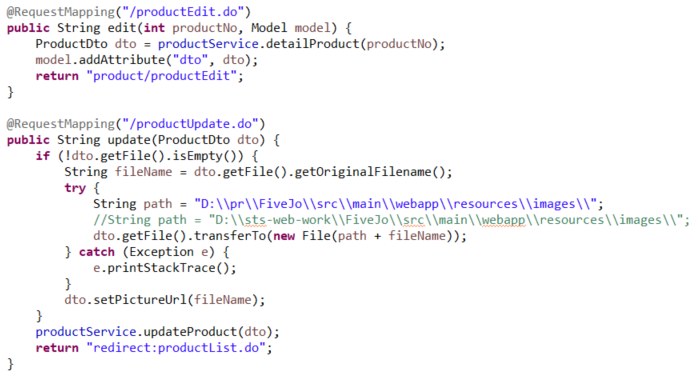 @RequestMapping("/productEdit.do")
public String edit(int productNo, Model model) {
ProductDto dto = productService.detailProduct(productNo);
model.addAttribute("dto", dto);
return "product/productEdit";
}
@RequestMapping("/productUpdate.do")
public String update(ProductDto dto) {
if (!dto.getFile().isEmpty()) {
String fileName = dto.getFile().getOriginalFilename();
try {
String path = "D:\\pr\\FiveJo\\src\\main\\webapp\\resources\\images\\";
//String path = "D:\\sts-web-work\\FiveJo\\src\\main\\webapp\\resources\\images\\";
dto.getFile().transferTo(new File(path + fileName));
} catch (Exception e) {
e.printStackTrace();
}
dto.setPictureUrl(fileName);
}
productService.updateProduct(dto);
return "redirect:productList.do";
}